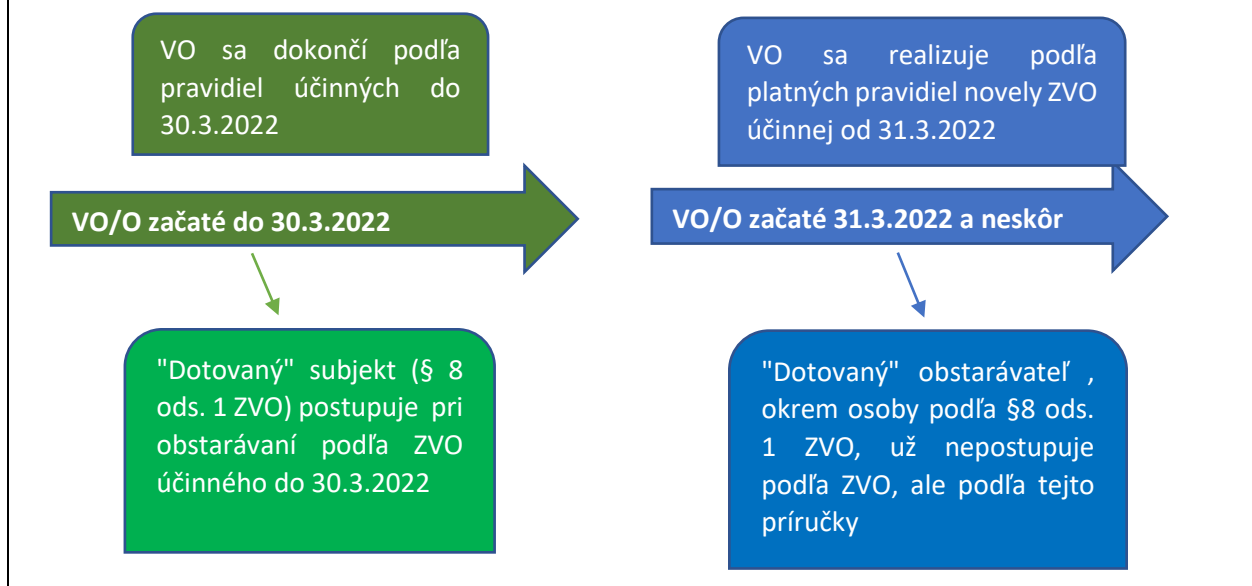 VO sa dokončí podľa
pravidiel účinných do
30.3.2022
VO/O začaté do 30.3.2022
"Dotovaný" subjekt (§ 8
ods. 1 ZVO) postupuje pri
obstarávaní podľa ZVO
účinného do 30.3.2022
VO sa realizuje podľa
platných pravidiel novely ZVO
účinnej od 31.3.2022
VO/O začaté 31.3.2022 a neskôr
"Dotovaný" obstarávateľ ,
okrem osoby podľa §8 ods.
1 ZVO, už nepostupuje
podľa ZVO, ale podľa tejto
príručky